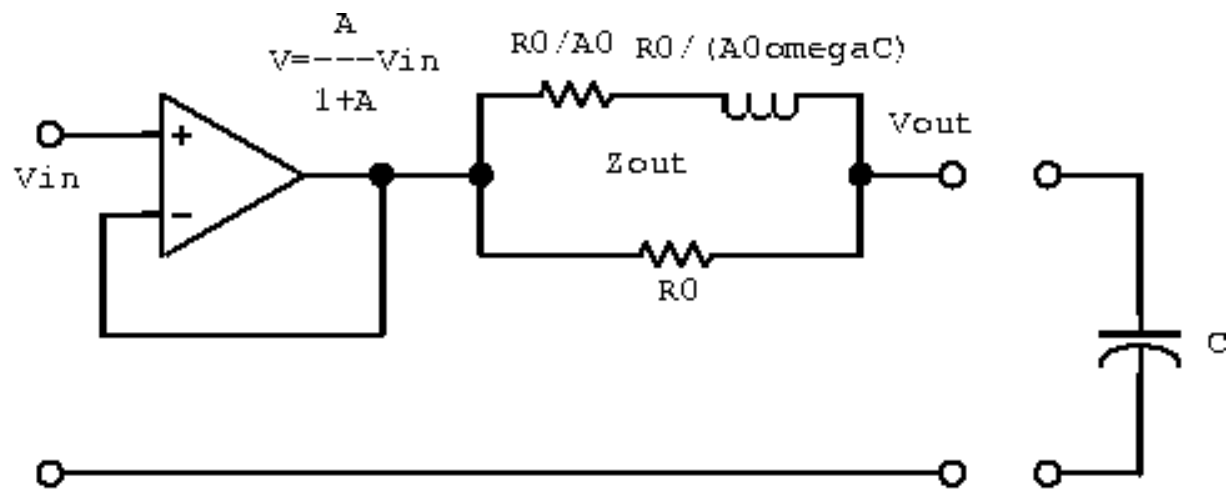 A
V=---Vin
1+A
R0/A0
R0/(A0omegaC)
+
Vin
-
Zout
Vout
R0
C